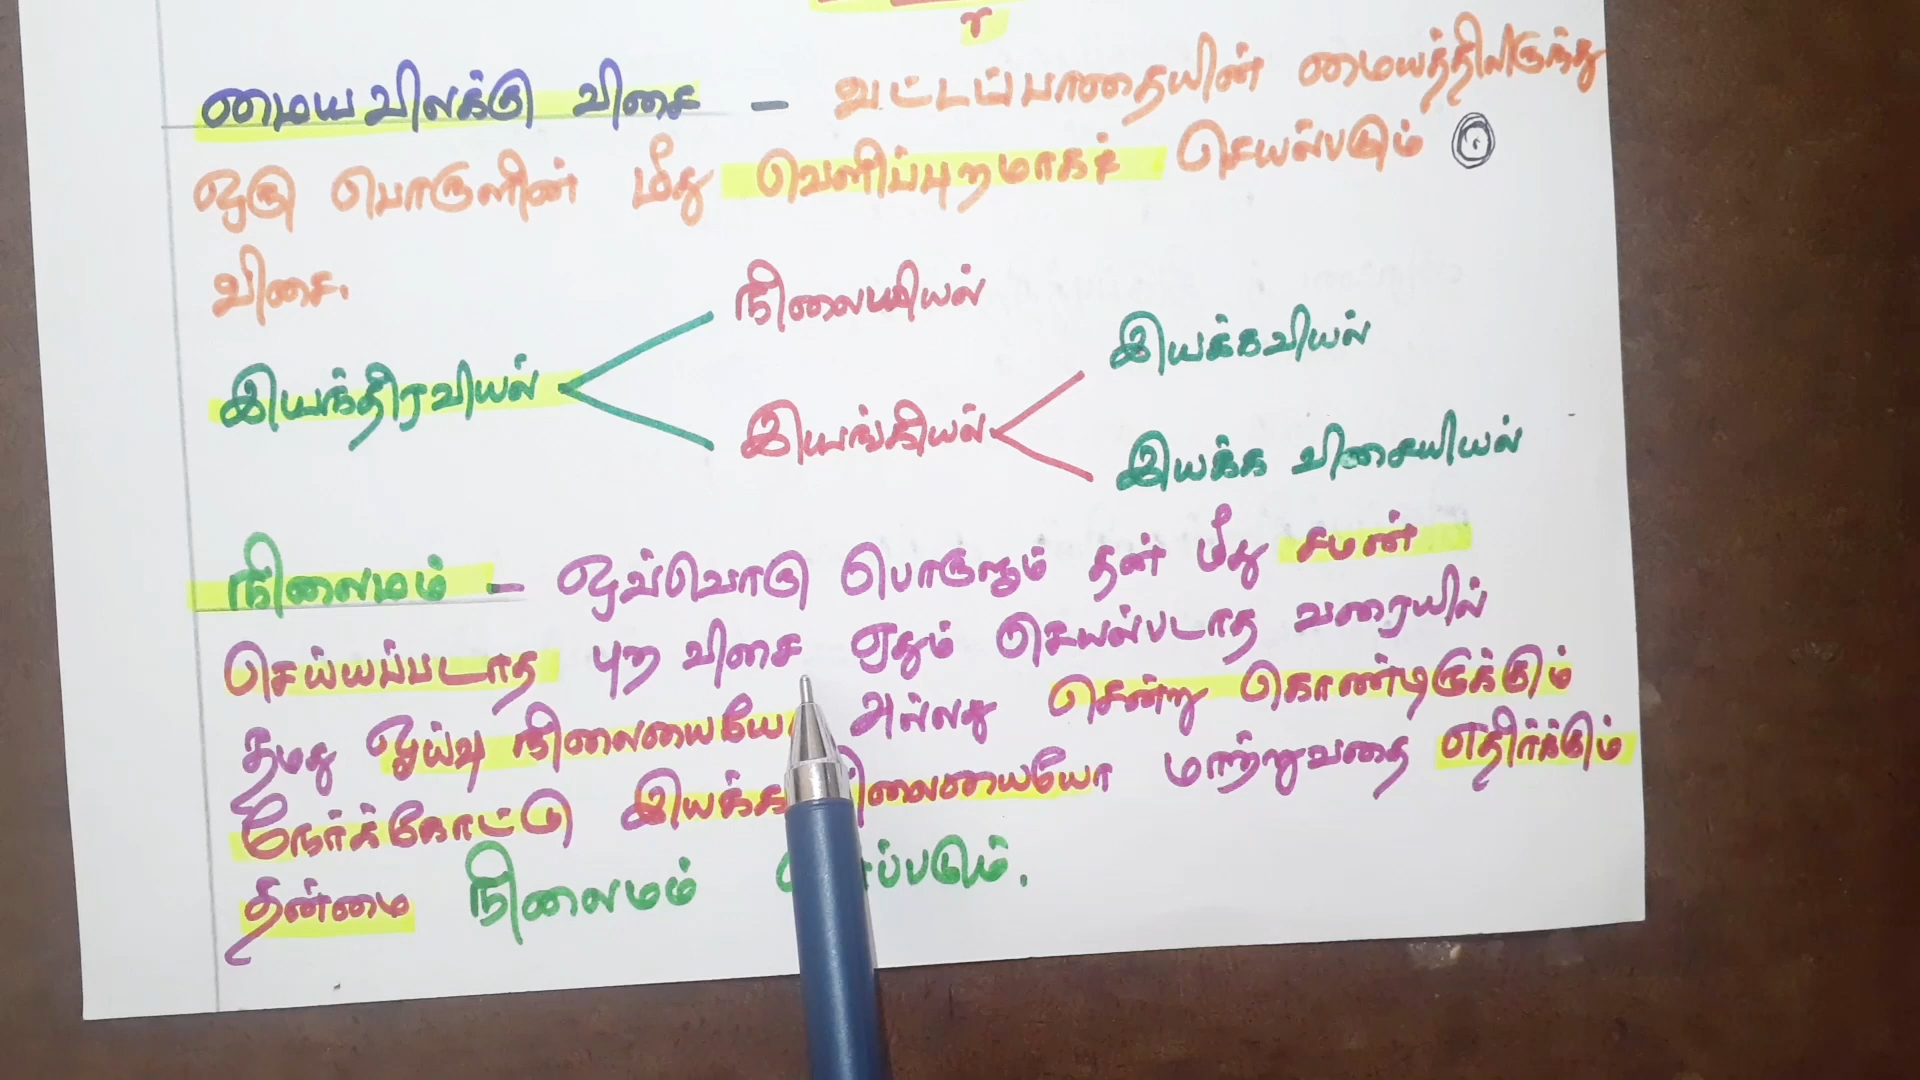 r
மையவிலக்கு விசை - வட்டப்பாதையின் மையத்திலிருந்து
ஒரு பொருளின் மீது வெளிப்புறமாகச் செயல்படும்
விசை.
நிலையியல்
இயந்திரவியல்
இயக்கவியல்
இயங்கியல்
இயக்க விசையியல்
நிலைமம் - ஒவ்வொரு பொருளும் தன் மீது சமன்
செய்யப்படாத புற விசை ஏதும் செயல்படாத வரையில்
தமது ஓய்வு நிலையையோ அல்லது சென்று கொண்டிருக்கும்
நேர்க்கோட்டு இயக்க நிலையையோ மாற்றுவதை எதிர்க்கும்
தன்மை நிலைமம்